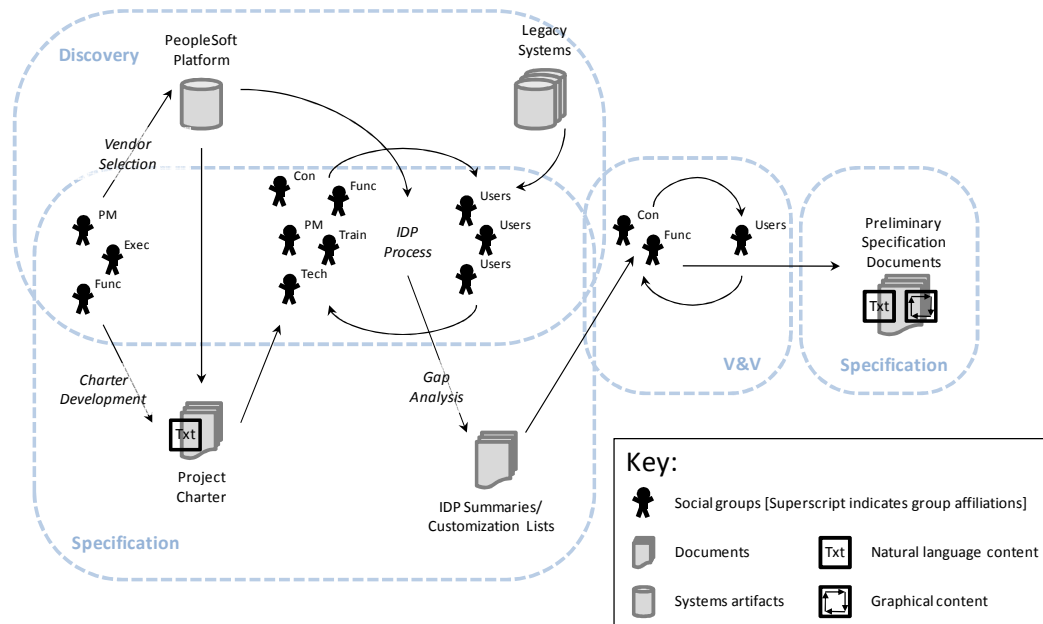 PeopleSoft
Platform
Legacy
Systems
Discovery
Vendor
Selection
Con
Func
Users
PM
Exec
Func
PM
Train
Tech
IDP
Process
Users
Users
Con
Func
Users
Preliminary
Specification
Documents
Txt
V&V
Specification
Charter
Development
Gap
Analysis
Txt
Project
Charter
IDP Summaries/
Customization Lists
Specification
Key:
Social groups [Superscript indicates group affiliations]
Documents
Txt
Natural language content
Systems artifacts
Graphical content